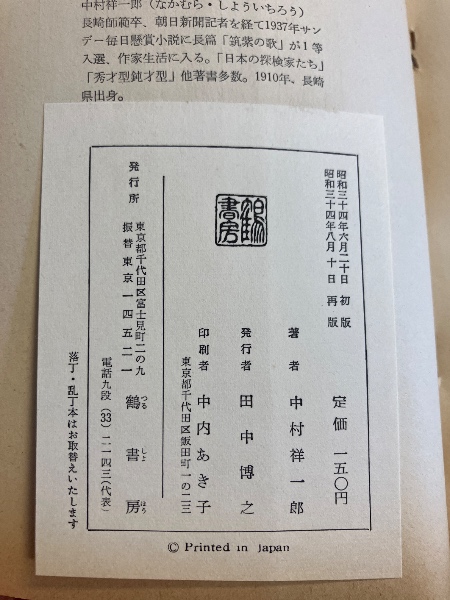 中村祥一郎（なかむら・しょういちろう）
長崎師範卒、朝日新聞記者を経て1937年サン
デー毎日懸賞小説に長篇「筑紫の歌」が1等
入選、作家生活に入る。「日本の探検家たち」
「秀才型鈍才型」他著書多数。1910年、長崎
県出身。
昭和三十四年六月二十日 初版
昭和三十四年八月十日 再版
定価 一五〇円
著者 中村祥一郎
発行者 田中博之
印刷者 中内あき子
東京都千代田区飯田町一の二三
鶴書房
発行所
東京都千代田区富士見町二の九
振替東京一四五二一
鶴書房
つるしょぼう
電話九段(33)二一四三(代表)
落丁・乱丁本はお取替えいたします
© Printed in Japan